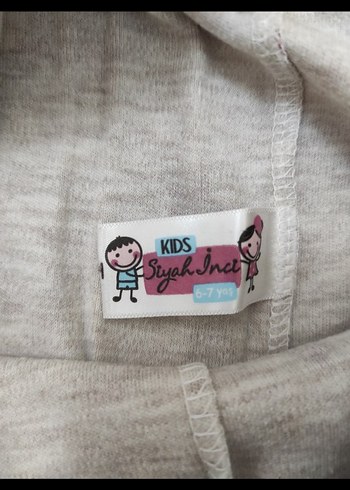 KIDS
Siyah İnci
6-7 yaş